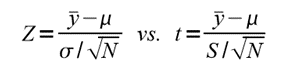 Z = (ȳ − μ) / (σ / √N) vs. t = (ȳ − μ) / (S / √N)